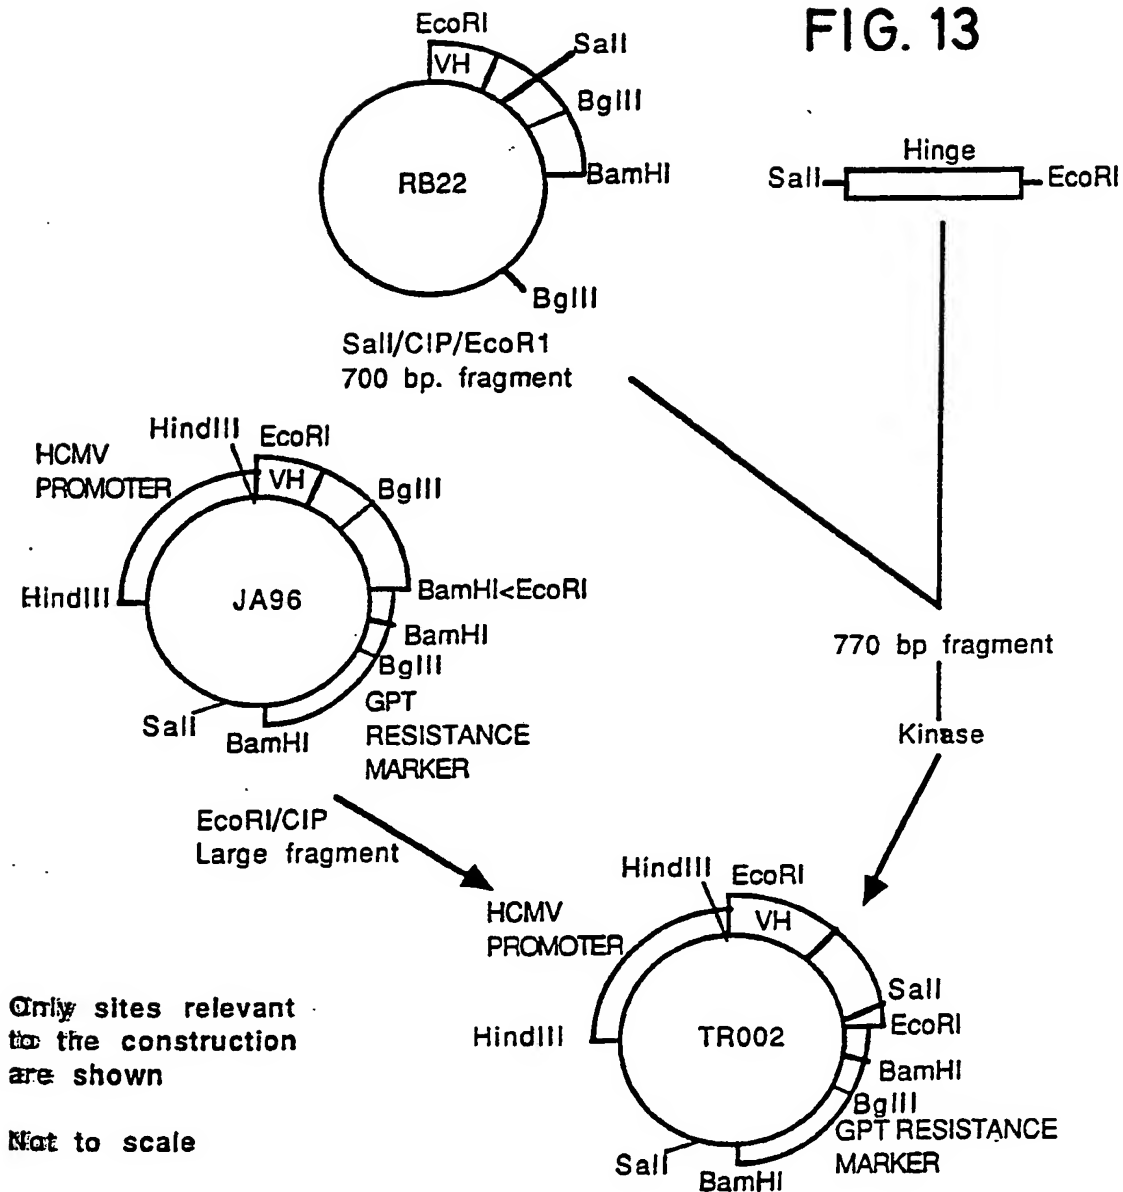 FIG. 13
EcoRI
VH
SalI
BglII
BamHI
RB22
BglII
Hinge
SalI
EcoRI
SalI/CIP/EcoR1
700 bp. fragment
HindIII
EcoRI
HCMV
PROMOTER
VH
BglII
HindIII
JA96
BamHI<EcoRI
BamHI
BglII
GPT
RESISTANCE
MARKER
SalI
BamHI
770 bp fragment
Kinase
EcoRI/CIP
Large fragment
HindIII
EcoRI
HCMV
PROMOTER
VH
SalI
EcoRI
HindIII
TR002
BamHI
BglII
GPT RESISTANCE
MARKER
SalI
BamHI
Only sites relevant
to the construction
are shown
Not to scale